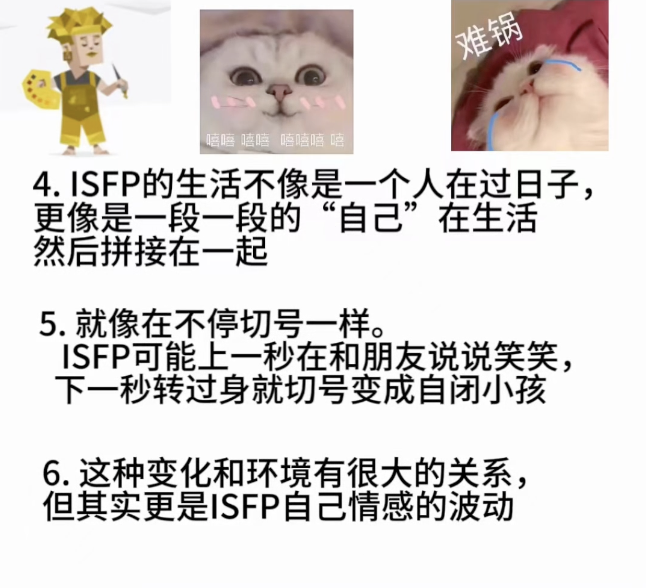 难锅
嘻嘻 嘻嘻 嘻嘻嘻 嘻
4. ISFP的生活不像是一个人在过日子，
更像是一段一段的“自己”在生活
然后拼接在一起
5. 就像在不停切号一样。
ISFP可能上一秒在和朋友说说笑笑，
下一秒转过身就切号变成自闭小孩
6. 这种变化和环境有很大的关系，
但其实更是ISFP自己情感的波动